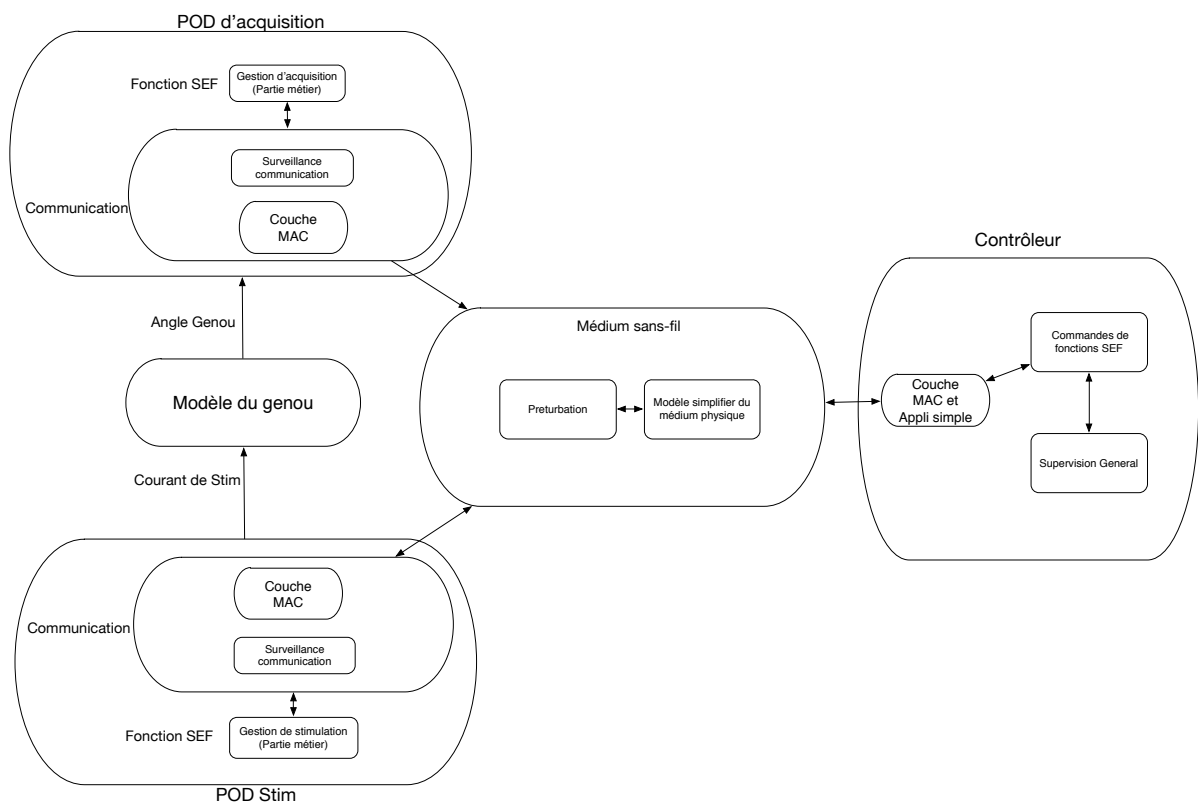 POD d'acquisition
Fonction SEF
Gestion d'acquisition
(Partie métier)
Surveillance
communication
Communication
Couche
MAC
Angle Genou
Modèle du genou
Courant de Stim
Médium sans-fil
Preturbation
Modèle simplifier du
médium physique
Contrôleur
Commandes de
fonctions SEF
Couche
MAC et
Appli simple
Supervision General
Couche
MAC
Communication
Surveillance
communication
Fonction SEF
Gestion de stimulation
(Partie métier)
POD Stim